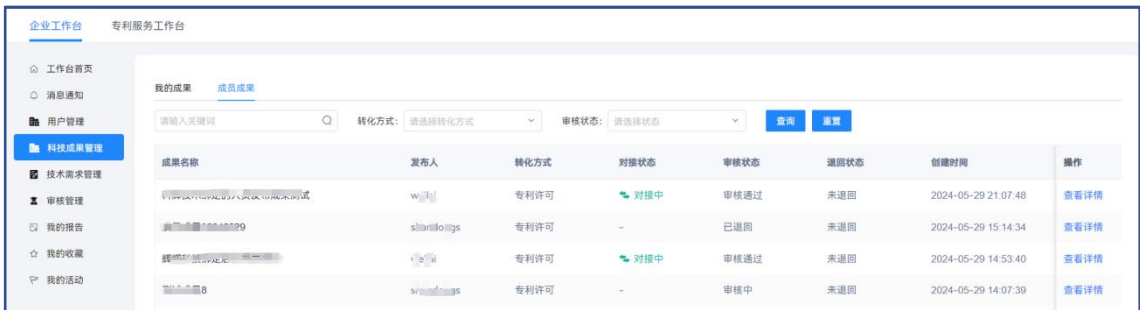 企业工作台 专利服务工作台
工作台首页
消息通知
用户管理
科技成果管理
技术需求管理
审核管理
我的报告
我的收藏
我的活动
我的成果 成员成果
请输入关键词 转化方式: 请选择转化方式 审核状态: 请选择状态 查询 重置
成果名称 发布人 转化方式 对接状态 审核状态 退回状态 创建时间 操作
专利许可 对接中 审核通过 未退回 2024-05-29 21:07:48 查看详情
专利许可 - 已退回 未退回 2024-05-29 15:14:34 查看详情
专利许可 对接中 审核通过 未退回 2024-05-29 14:53:40 查看详情
8 专利许可 - 审核中 未退回 2024-05-29 14:07:39 查看详情